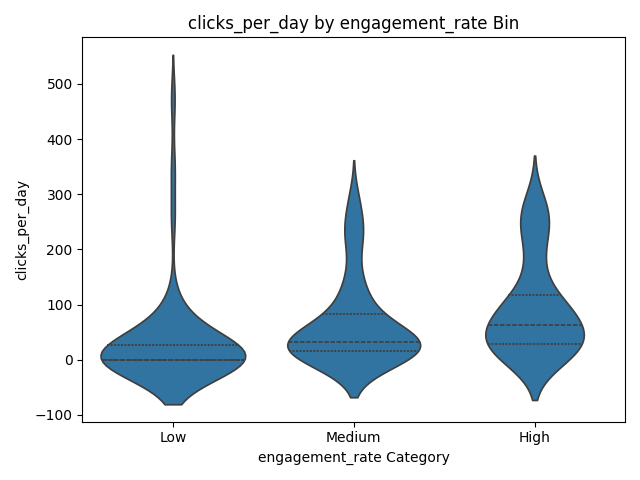 clicks_per_day by engagement_rate Bin
clicks_per_day
500
400
300
200
100
0
−100
Low Medium High
engagement_rate Category